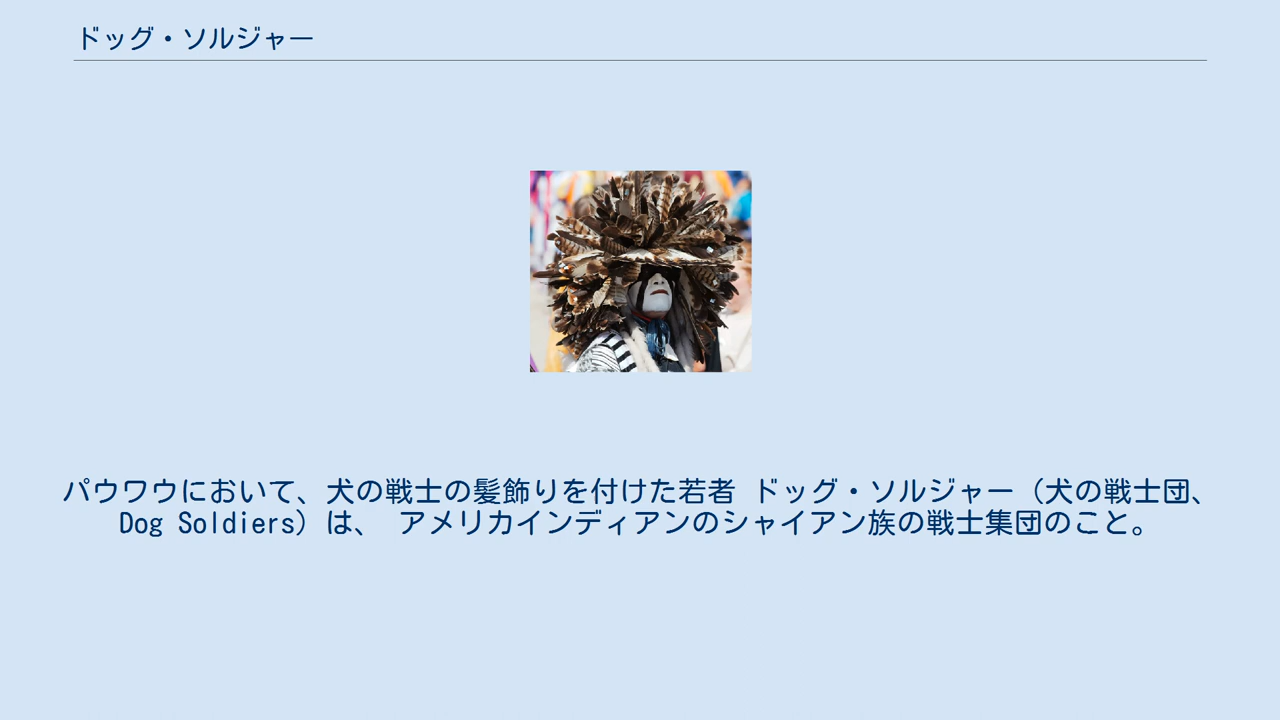 ドッグ・ソルジャー
パウワウにおいて、犬の戦士の髪飾りを付けた若者 ドッグ・ソルジャー（犬の戦士団、
Dog Soldiers）は、 アメリカインディアンのシャイアン族の戦士集団のこと。